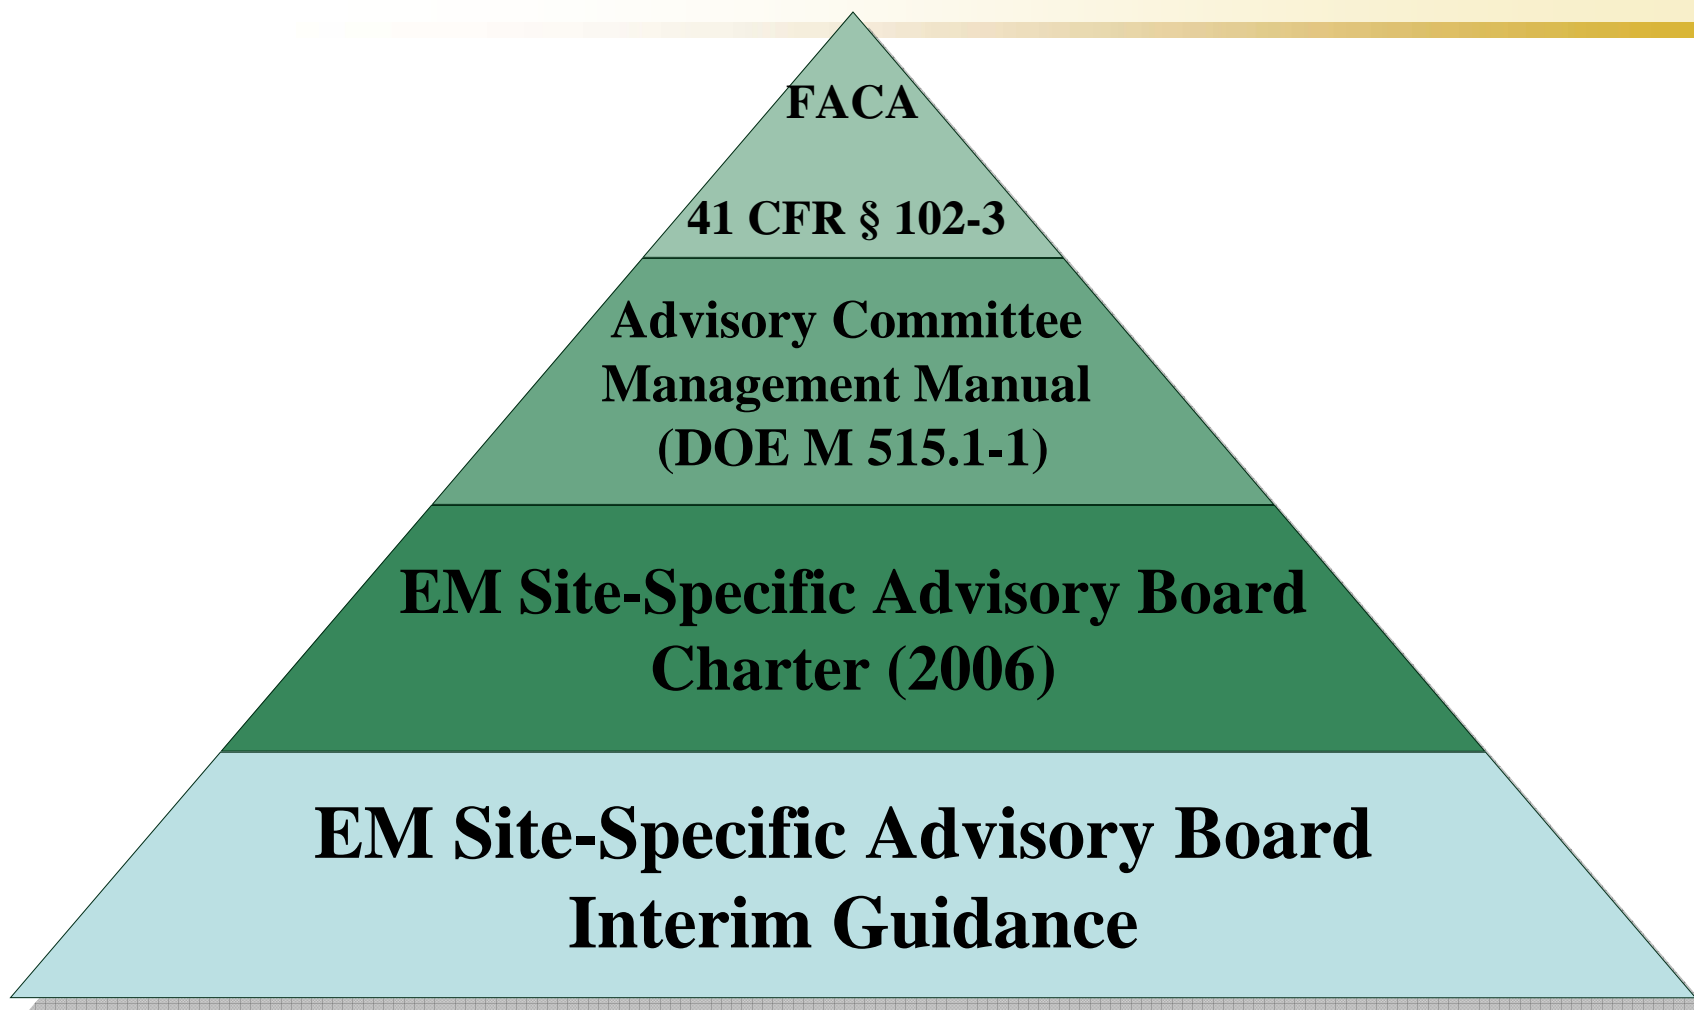 FACA
41 CFR § 102-3
Advisory Committee
Management Manual
(DOE M 515.1-1)
EM Site-Specific Advisory Board
Charter (2006)
EM Site-Specific Advisory Board
Interim Guidance